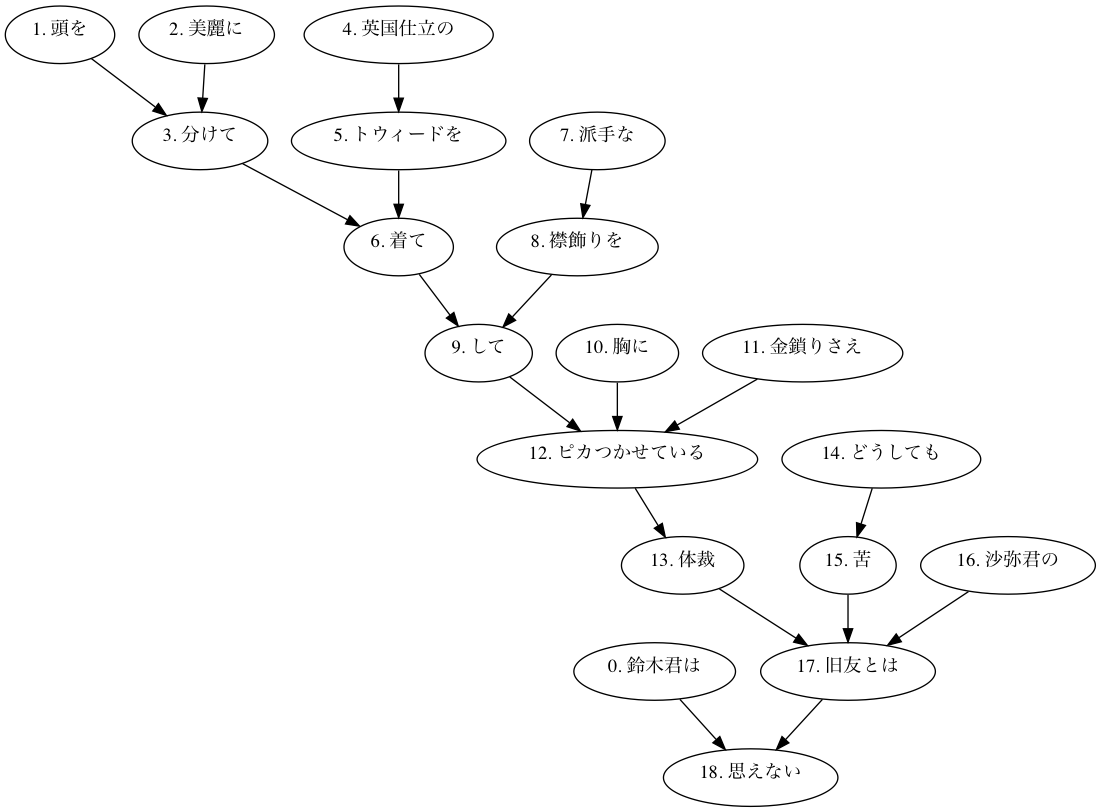 1. 頭を
2. 美麗に
4. 英国仕立の
3. 分けて
5. トウィードを
7. 派手な
6. 着て
8. 襟飾りを
9. して
10. 胸に
11. 金鎖りさえ
12. ピカつかせている
14. どうしても
13. 体裁
15. 苦
16. 沙弥君の
0. 鈴木君は
17. 旧友とは
18. 思えない